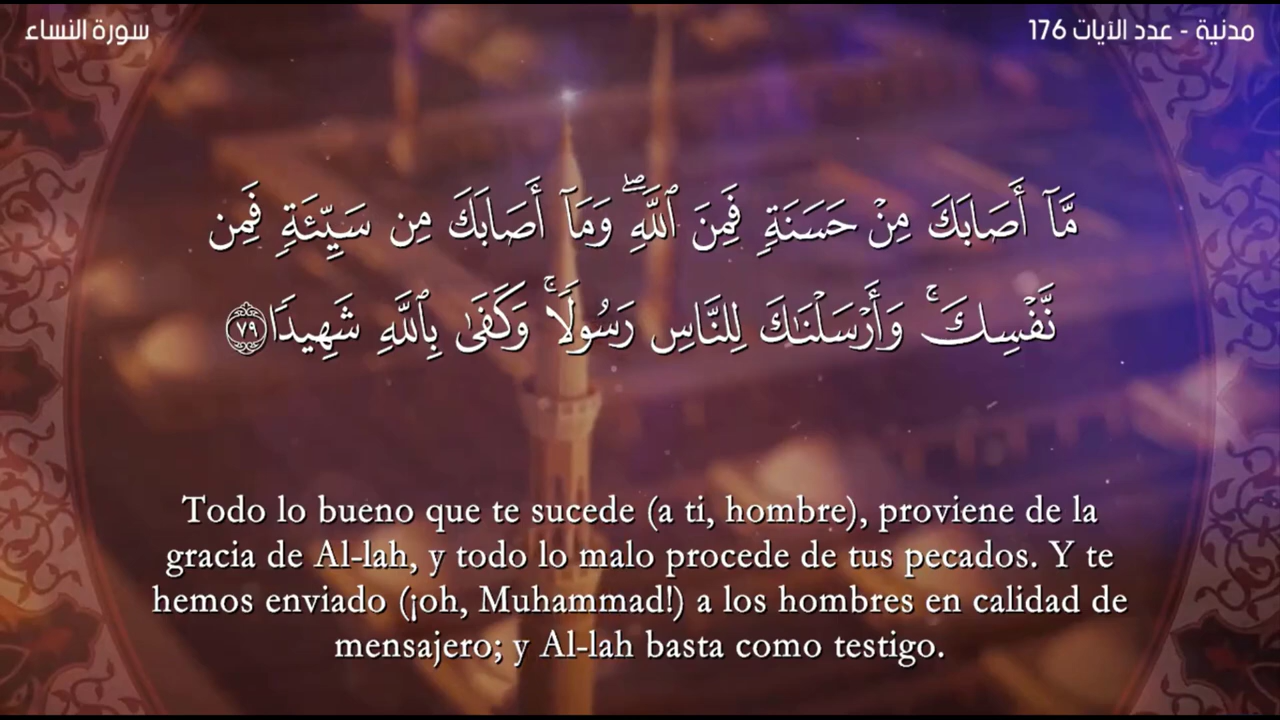 سورة النساء
مدنية - عدد الآيات 176
مَّآ أَصَابَكَ مِنْ حَسَنَةٍ فَمِنَ ٱللَّهِ ۖ وَمَآ أَصَابَكَ مِن سَيِّئَةٍ فَمِن
نَّفْسِكَ ۚ وَأَرْسَلْنَٰكَ لِلنَّاسِ رَسُولًا ۚ وَكَفَىٰ بِٱللَّهِ شَهِيدًا ٧٩
Todo lo bueno que te sucede (a ti, hombre), proviene de la
gracia de Al-lah, y todo lo malo procede de tus pecados. Y te
hemos enviado (¡oh, Muhammad!) a los hombres en calidad de
mensajero; y Al-lah basta como testigo.